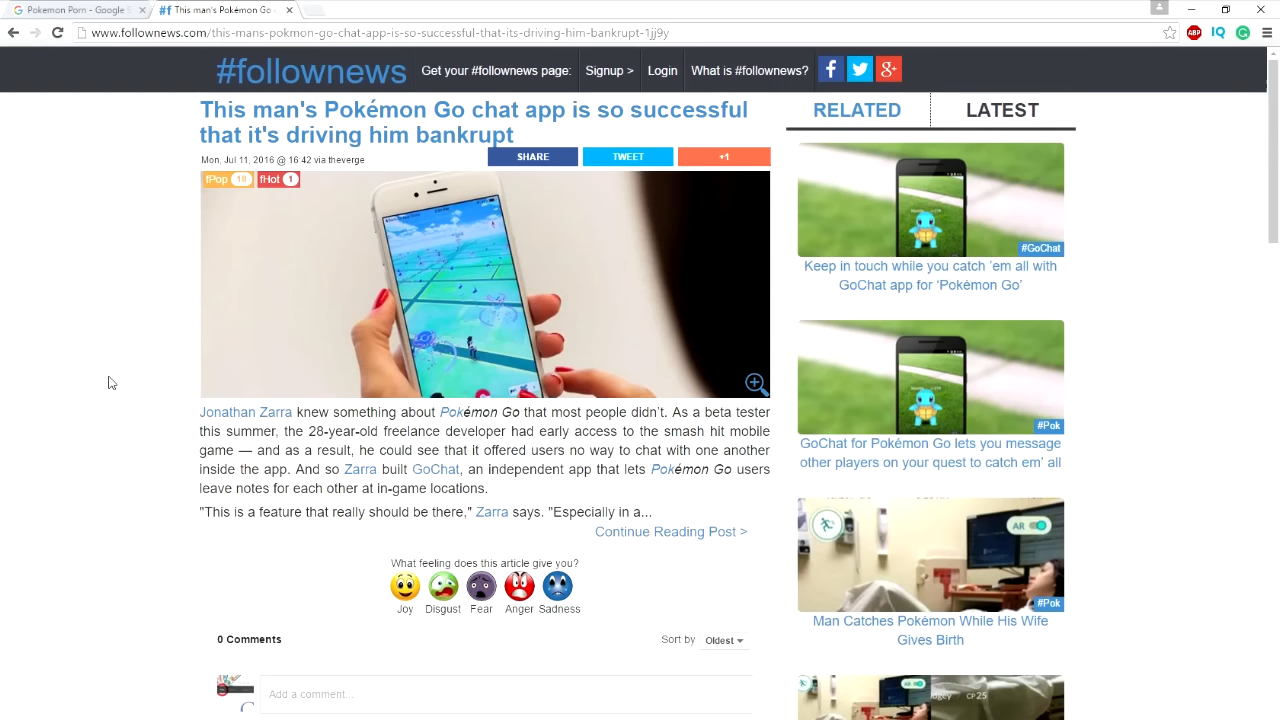 Pokemon Porn - Google S
#f This man's Pokémon Go
www.follownews.com/this-mans-pokmon-go-chat-app-is-so-successful-that-its-driving-him-bankrupt-1jj9y
ABP
IQ
#follownews
Get your #follownews page:
Signup >
Login
What is #follownews?
This man's Pokémon Go chat app is so successful
that it's driving him bankrupt
Mon, Jul 11, 2016 @ 16:42 via theverge
SHARE
TWEET
+1
fPop 18
fHot 1
Jonathan Zarra knew something about Pokémon Go that most people didn't. As a beta tester
this summer, the 28-year-old freelance developer had early access to the smash hit mobile
game — and as a result, he could see that it offered users no way to chat with one another
inside the app. And so Zarra built GoChat, an independent app that lets Pokémon Go users
leave notes for each other at in-game locations.
"This is a feature that really should be there," Zarra says. "Especially in a...
Continue Reading Post >
What feeling does this article give you?
Joy
Disgust
Fear
Anger
Sadness
0 Comments
Sort by
Oldest
Add a comment...
RELATED
LATEST
#GoChat
Keep in touch while you catch 'em all with
GoChat app for 'Pokémon Go'
#Pok
GoChat for Pokémon Go lets you message
other players on your quest to catch em' all
AR
#Pok
Man Catches Pokémon While His Wife
Gives Birth
AR
CP25